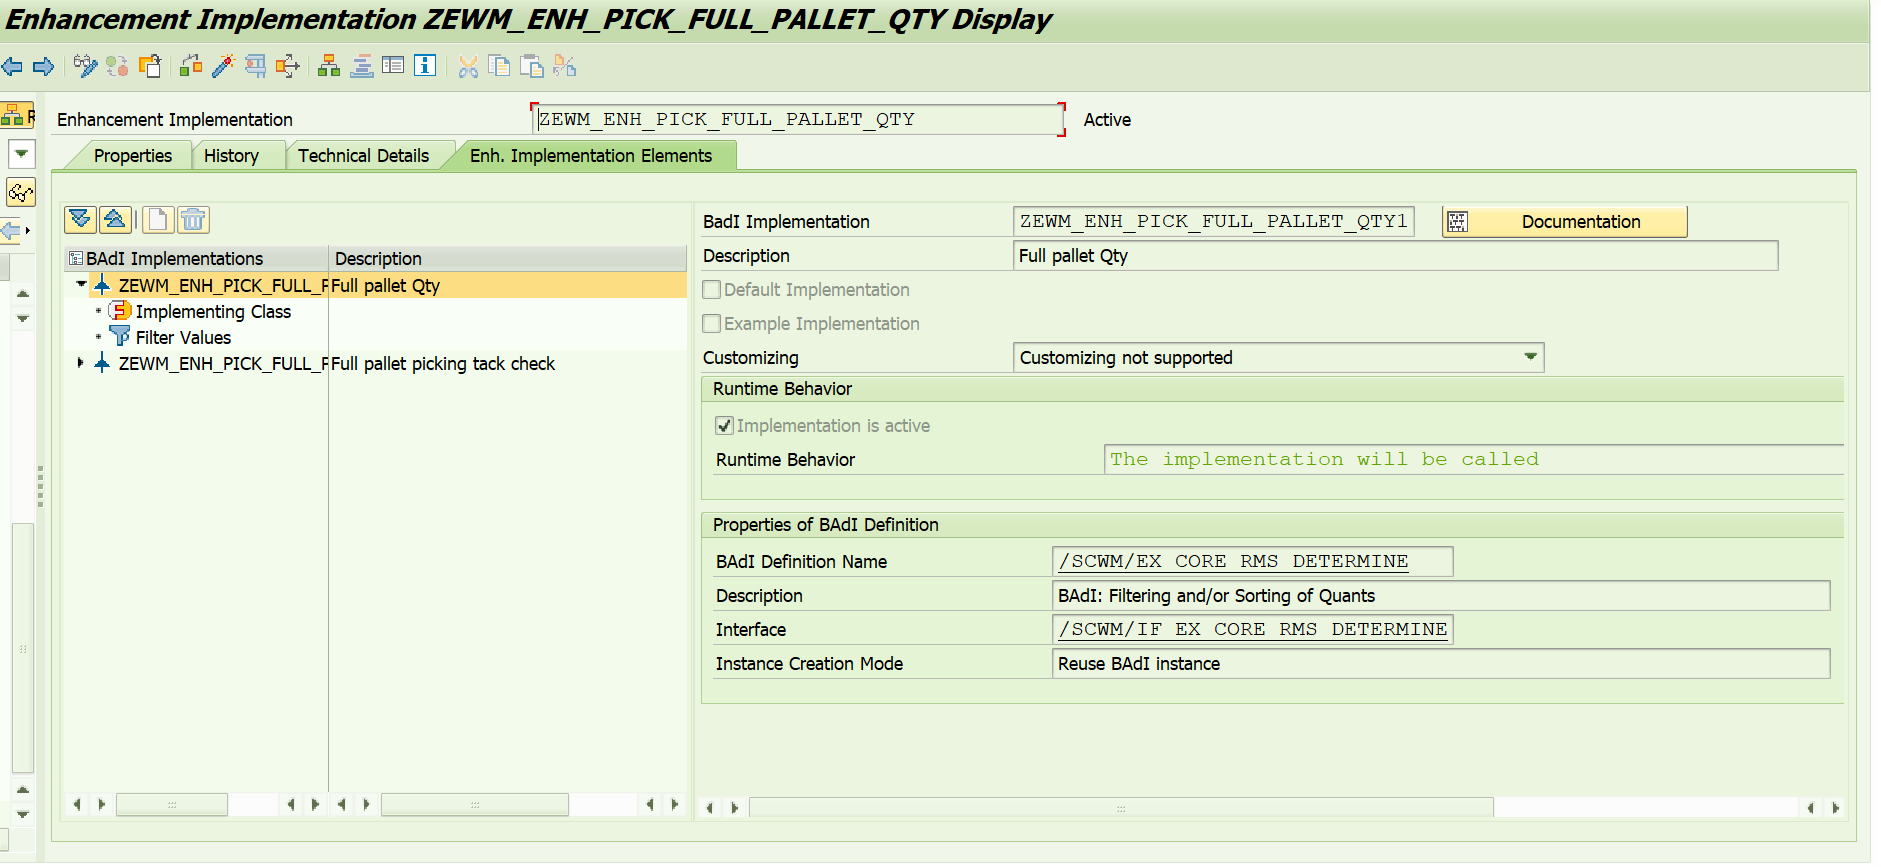 Enhancement Implementation ZEWM_ENH_PICK_FULL_PALLET_QTY Display
R
Enhancement Implementation ZEWM_ENH_PICK_FULL_PALLET_QTY Active
Properties History Technical Details Enh. Implementation Elements
BAdI Implementations Description
ZEWM_ENH_PICK_FULL_P Full pallet Qty
Implementing Class
Filter Values
ZEWM_ENH_PICK_FULL_P Full pallet picking tack check
BadI Implementation ZEWM_ENH_PICK_FULL_PALLET_QTY1 Documentation
Description Full pallet Qty
Default Implementation
Example Implementation
Customizing Customizing not supported
Runtime Behavior
Implementation is active
Runtime Behavior The implementation will be called
Properties of BAdI Definition
BAdI Definition Name /SCWM/EX_CORE_RMS_DETERMINE
Description BAdI: Filtering and/or Sorting of Quants
Interface /SCWM/IF_EX_CORE_RMS_DETERMINE
Instance Creation Mode Reuse BAdI instance